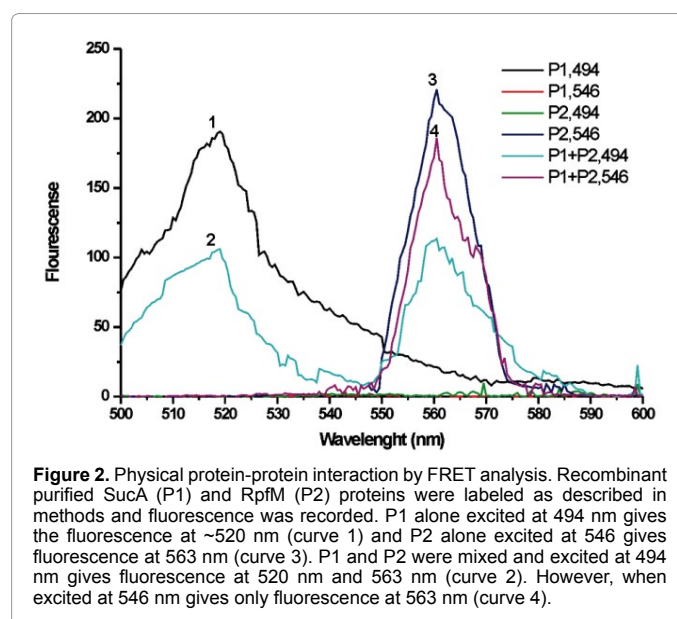 250
200
150
100
50
0
Flourescense
1
2
3
4
P1,494
P1,546
P2,494
P2,546
P1+P2,494
P1+P2,546
500 510 520 530 540 550 560 570 580 590 600
Wavelenght (nm)
Figure 2. Physical protein-protein interaction by FRET analysis. Recombinant
purified SucA (P1) and RpfM (P2) proteins were labeled as described in
methods and fluorescence was recorded. P1 alone excited at 494 nm gives
the fluorescence at ~520 nm (curve 1) and P2 alone excited at 546 gives
fluorescence at 563 nm (curve 3). P1 and P2 were mixed and excited at 494
nm gives fluorescence at 520 nm and 563 nm (curve 2). However, when
excited at 546 nm gives only fluorescence at 563 nm (curve 4).